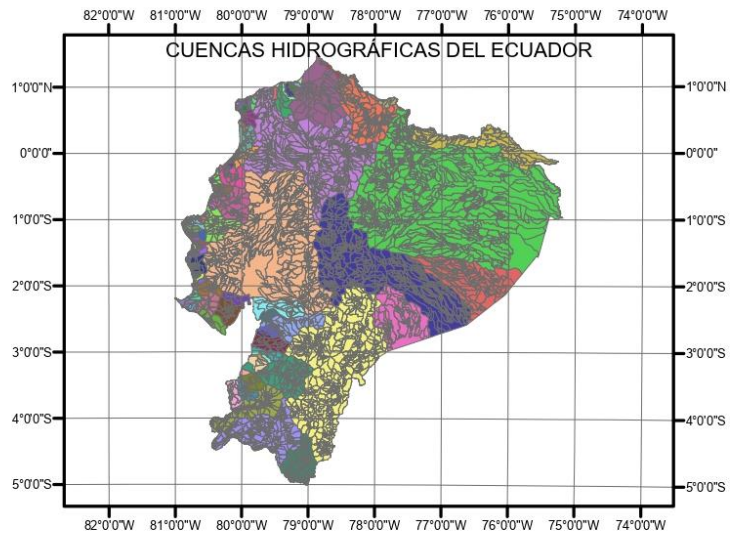 82°0'0"W 81°0'0"W 80°0'0"W 79°0'0"W 78°0'0"W 77°0'0"W 76°0'0"W 75°0'0"W 74°0'0"W
CUENCAS HIDROGRÁFICAS DEL ECUADOR
1°0'0"N 1°0'0"N
0°0'0" 0°0'0"
1°0'0"S 1°0'0"S
2°0'0"S 2°0'0"S
3°0'0"S 3°0'0"S
4°0'0"S 4°0'0"S
5°0'0"S 5°0'0"S
82°0'0"W 81°0'0"W 80°0'0"W 79°0'0"W 78°0'0"W 77°0'0"W 76°0'0"W 75°0'0"W 74°0'0"W